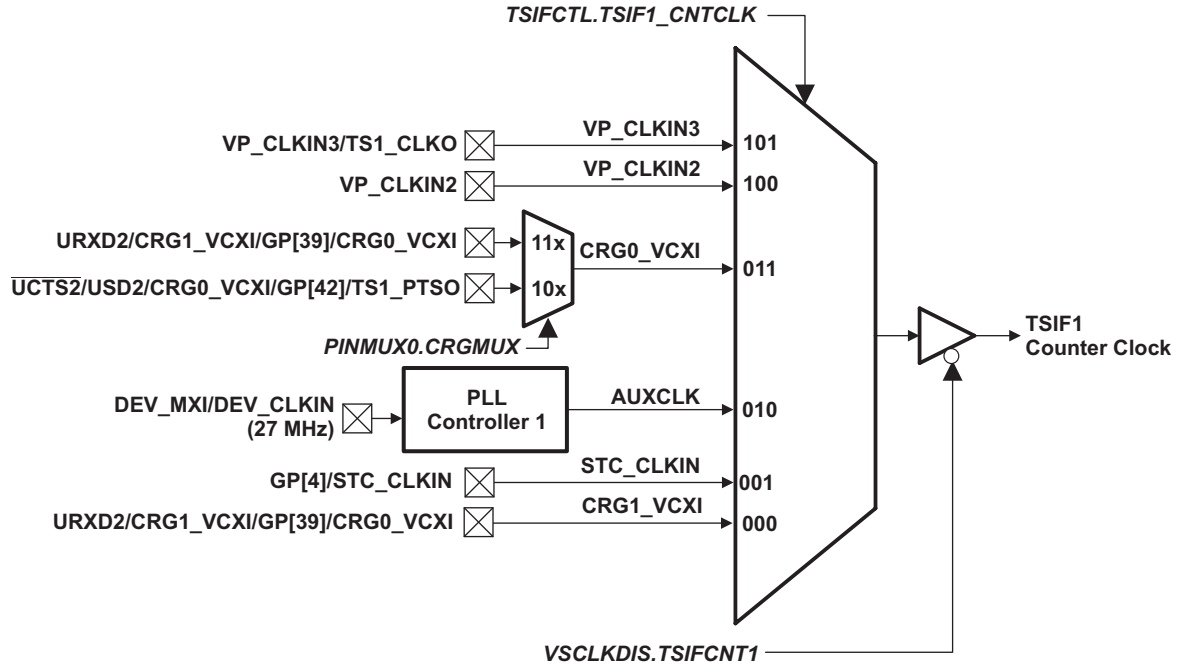 TSIFCTL.TSIF1_CNTCLK
VP_CLKIN3/TS1_CLKO
VP_CLKIN3
101
VP_CLKIN2
VP_CLKIN2
100
URXD2/CRG1_VCXI/GP[39]/CRG0_VCXI
11x
CRG0_VCXI
011
UCTS2/USD2/CRG0_VCXI/GP[42]/TS1_PTSO
10x
PINMUX0.CRGMUX
TSIF1
Counter Clock
DEV_MXI/DEV_CLKIN
(27 MHz)
PLL
Controller 1
AUXCLK
010
GP[4]/STC_CLKIN
STC_CLKIN
001
URXD2/CRG1_VCXI/GP[39]/CRG0_VCXI
CRG1_VCXI
000
VSCLKDIS.TSIFCNT1